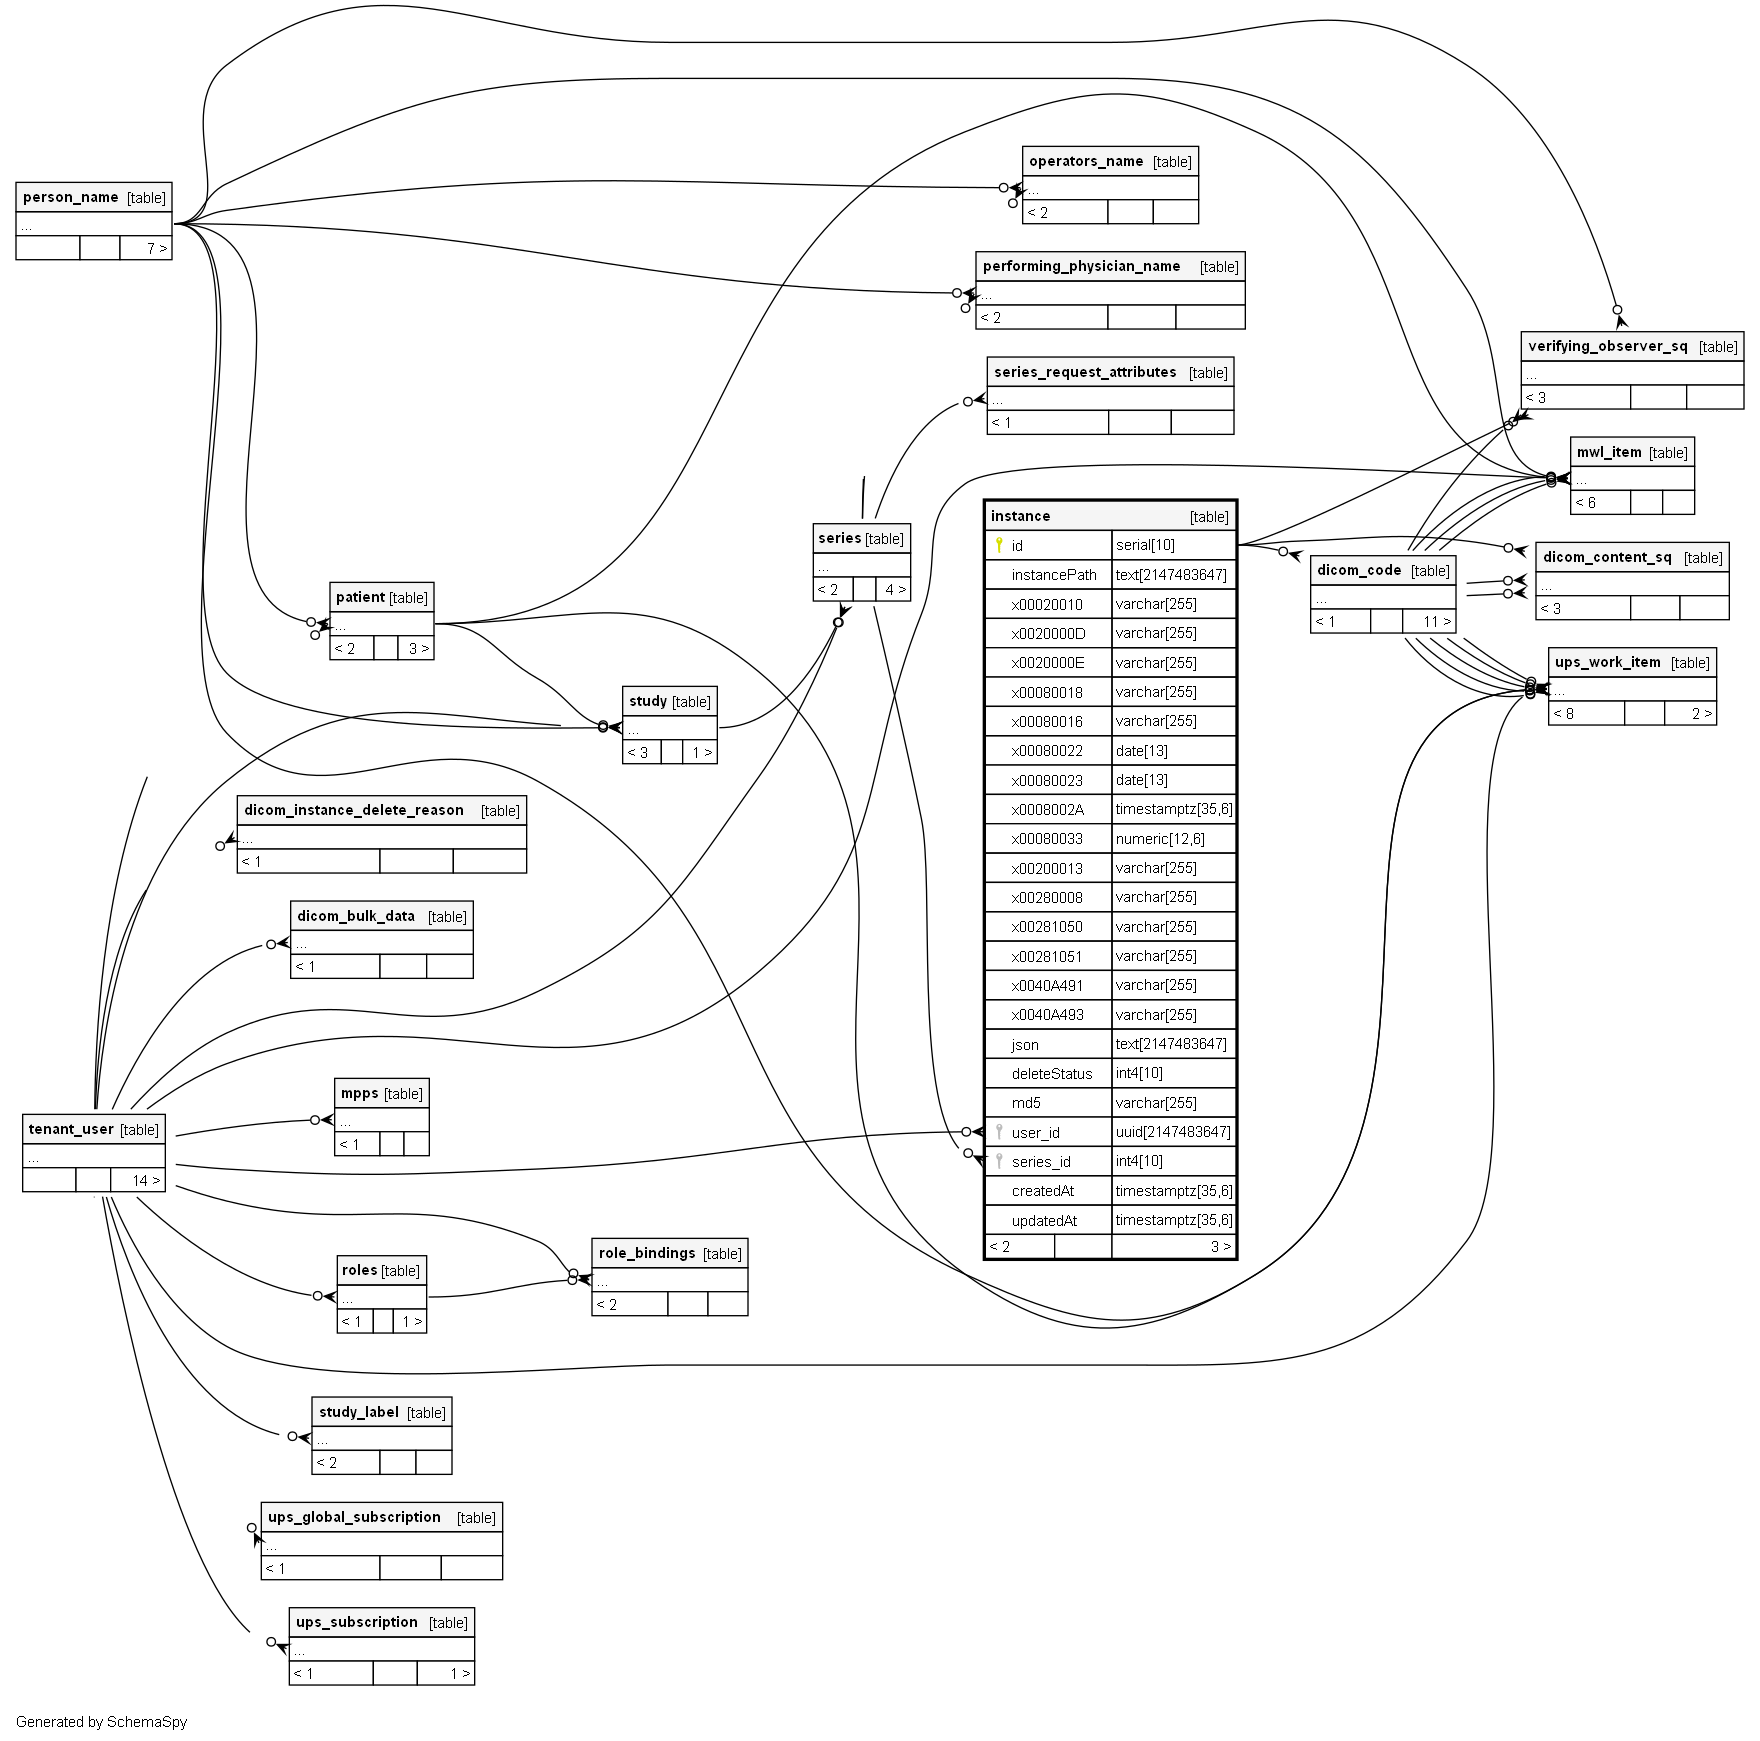 person_name [table]
...
7 >
operators_name [table]
...
< 2
performing_physician_name [table]
...
< 2
series_request_attributes [table]
...
< 1
verifying_observer_sq [table]
...
< 3
mwl_item [table]
...
< 6
instance [table]
id serial[10]
instancePath text[2147483647]
x00020010 varchar[255]
x0020000D varchar[255]
x0020000E varchar[255]
x00080018 varchar[255]
x00080016 varchar[255]
x00080022 date[13]
x00080023 date[13]
x0008002A timestamptz[35,6]
x00080033 numeric[12,6]
x00200013 varchar[255]
x00280008 varchar[255]
x00281050 varchar[255]
x00281051 varchar[255]
x0040A491 varchar[255]
x0040A493 varchar[255]
json text[2147483647]
deleteStatus int4[10]
md5 varchar[255]
user_id uuid[2147483647]
series_id int4[10]
createdAt timestamptz[35,6]
updatedAt timestamptz[35,6]
< 2 3 >
dicom_code [table]
...
< 1 11 >
dicom_content_sq [table]
...
< 3
ups_work_item [table]
...
< 8 2 >
series [table]
...
< 2 4 >
patient [table]
...
< 2 3 >
study [table]
...
< 3 1 >
dicom_instance_delete_reason [table]
...
< 1
dicom_bulk_data [table]
...
< 1
mpps [table]
...
< 1
tenant_user [table]
...
14 >
role_bindings [table]
...
< 2
roles [table]
...
< 1 1 >
study_label [table]
...
< 2
ups_global_subscription [table]
...
< 1
ups_subscription [table]
...
< 1 1 >
Generated by SchemaSpy